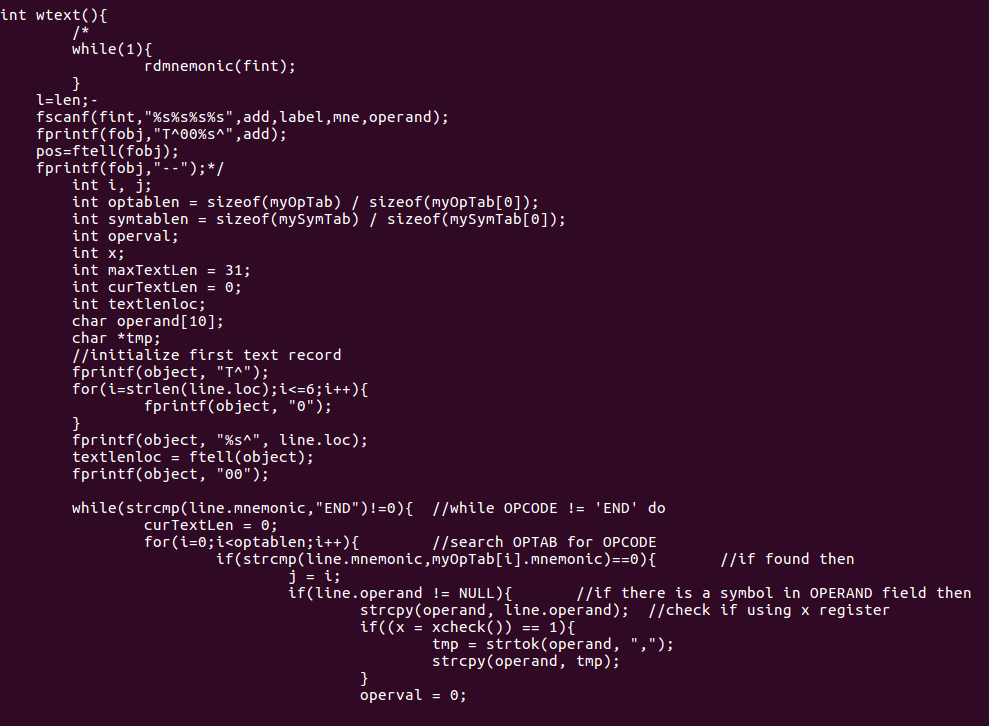 int wtext(){
        /*
        while(1){
                rdmnemonic(fint);
        }
    l=len;-
    fscanf(fint,"%s%s%s%s",add,label,mne,operand);
    fprintf(fobj,"T^00%s^",add);
    pos=ftell(fobj);
    fprintf(fobj,"--");*/
        int i, j;
        int optablen = sizeof(myOpTab) / sizeof(myOpTab[0]);
        int symtablen = sizeof(mySymTab) / sizeof(mySymTab[0]);
        int operval;
        int x;
        int maxTextLen = 31;
        int curTextLen = 0;
        int textlenloc;
        char operand[10];
        char *tmp;
        //initialize first text record
        fprintf(object, "T^");
        for(i=strlen(line.loc);i<=6;i++){
                fprintf(object, "0");
        }
        fprintf(object, "%s^", line.loc);
        textlenloc = ftell(object);
        fprintf(object, "00");

        while(strcmp(line.mnemonic,"END")!=0){  //while OPCODE != 'END' do
                curTextLen = 0;
                for(i=0;i<optablen;i++){        //search OPTAB for OPCODE
                        if(strcmp(line.mnemonic,myOpTab[i].mnemonic)==0){       //if found then
                                j = i;
                                if(line.operand != NULL){       //if there is a symbol in OPERAND field then
                                        strcpy(operand, line.operand);  //check if using x register
                                        if((x = xcheck()) == 1){
                                                tmp = strtok(operand, ",");
                                                strcpy(operand, tmp);
                                        }
                                        operval = 0;